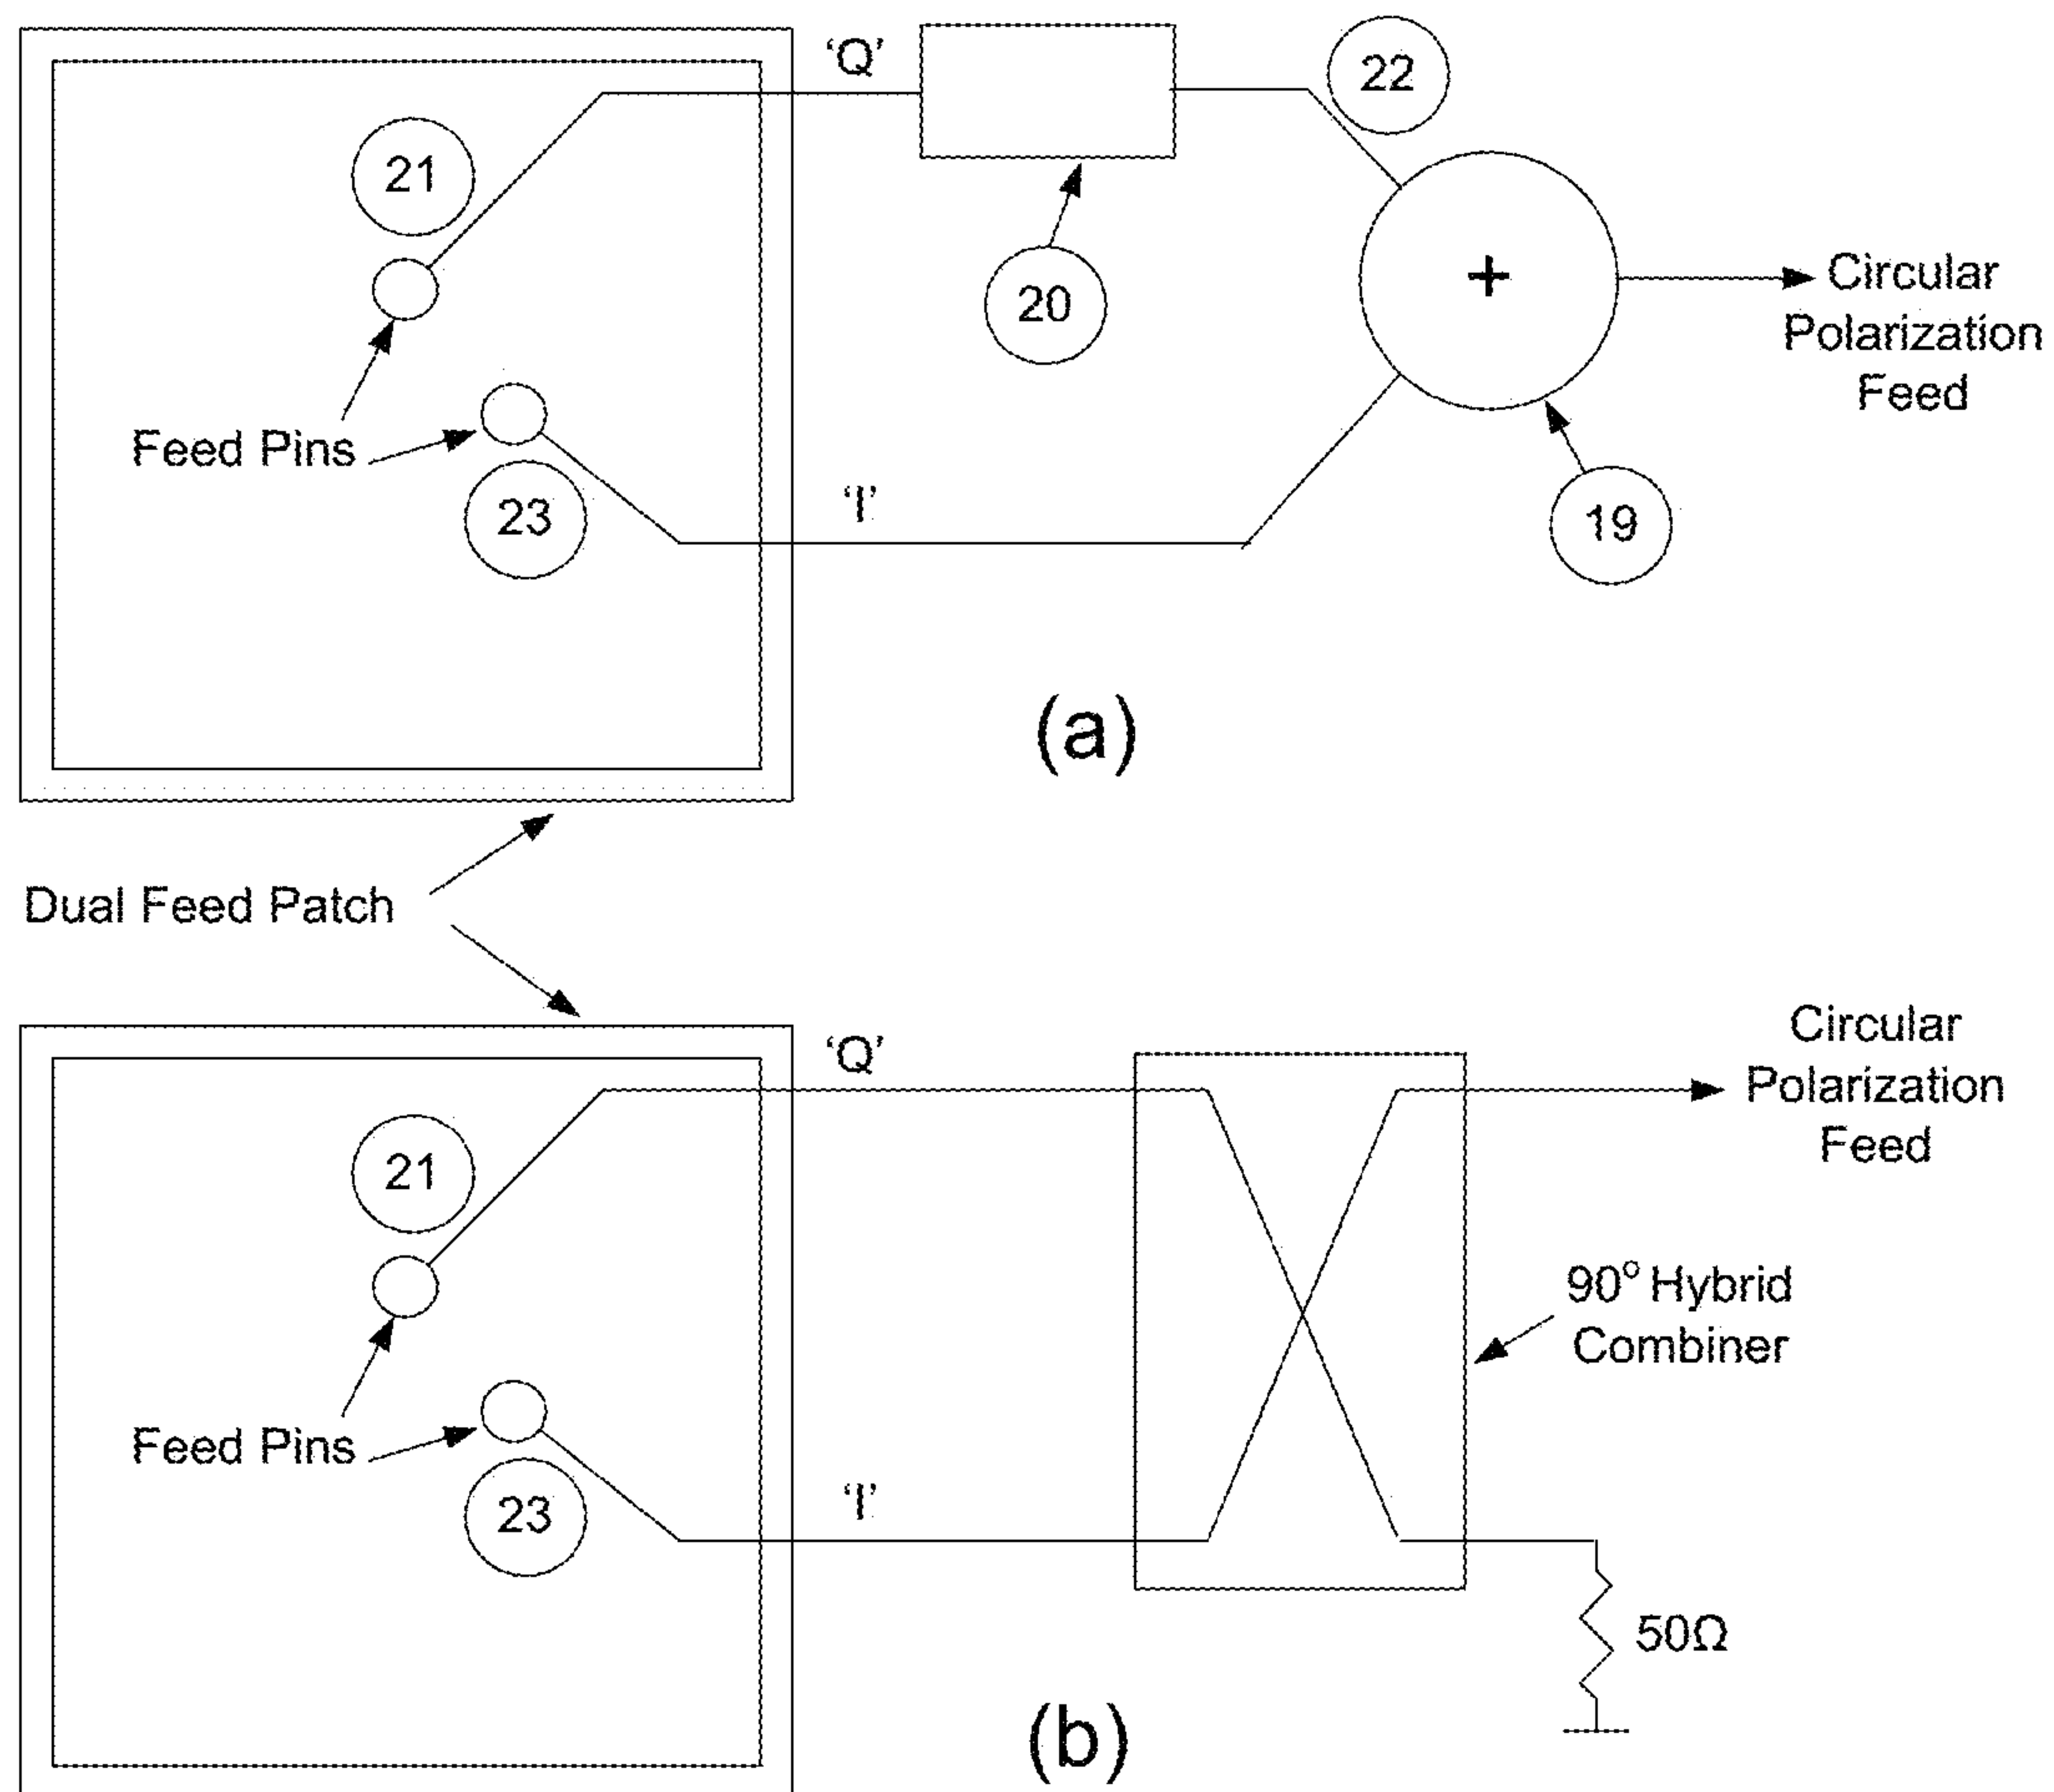 'Q'
22
21
20
+
Circular
Polarization
Feed
Feed Pins
'I'
23
19
(a)
Dual Feed Patch
'Q'
Circular
Polarization
Feed
21
90° Hybrid
Combiner
Feed Pins
'I'
23
50Ω
(b)